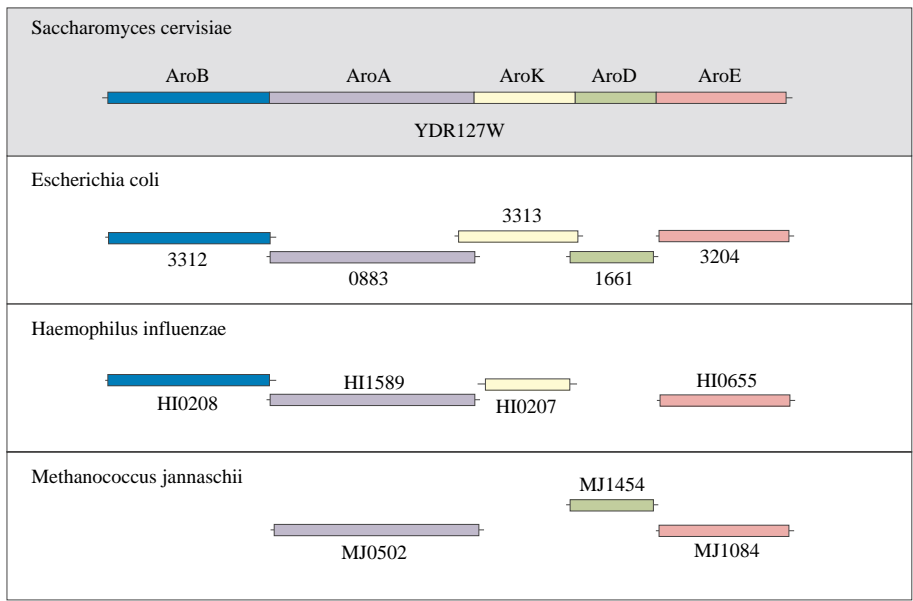 Saccharomyces cervisiae
AroB AroA AroK AroD AroE
YDR127W
Escherichia coli
3313
3312 0883 1661 3204
Haemophilus influenzae
HI1589 HI0655
HI0208 HI0207
Methanococcus jannaschii
MJ1454
MJ0502 MJ1084